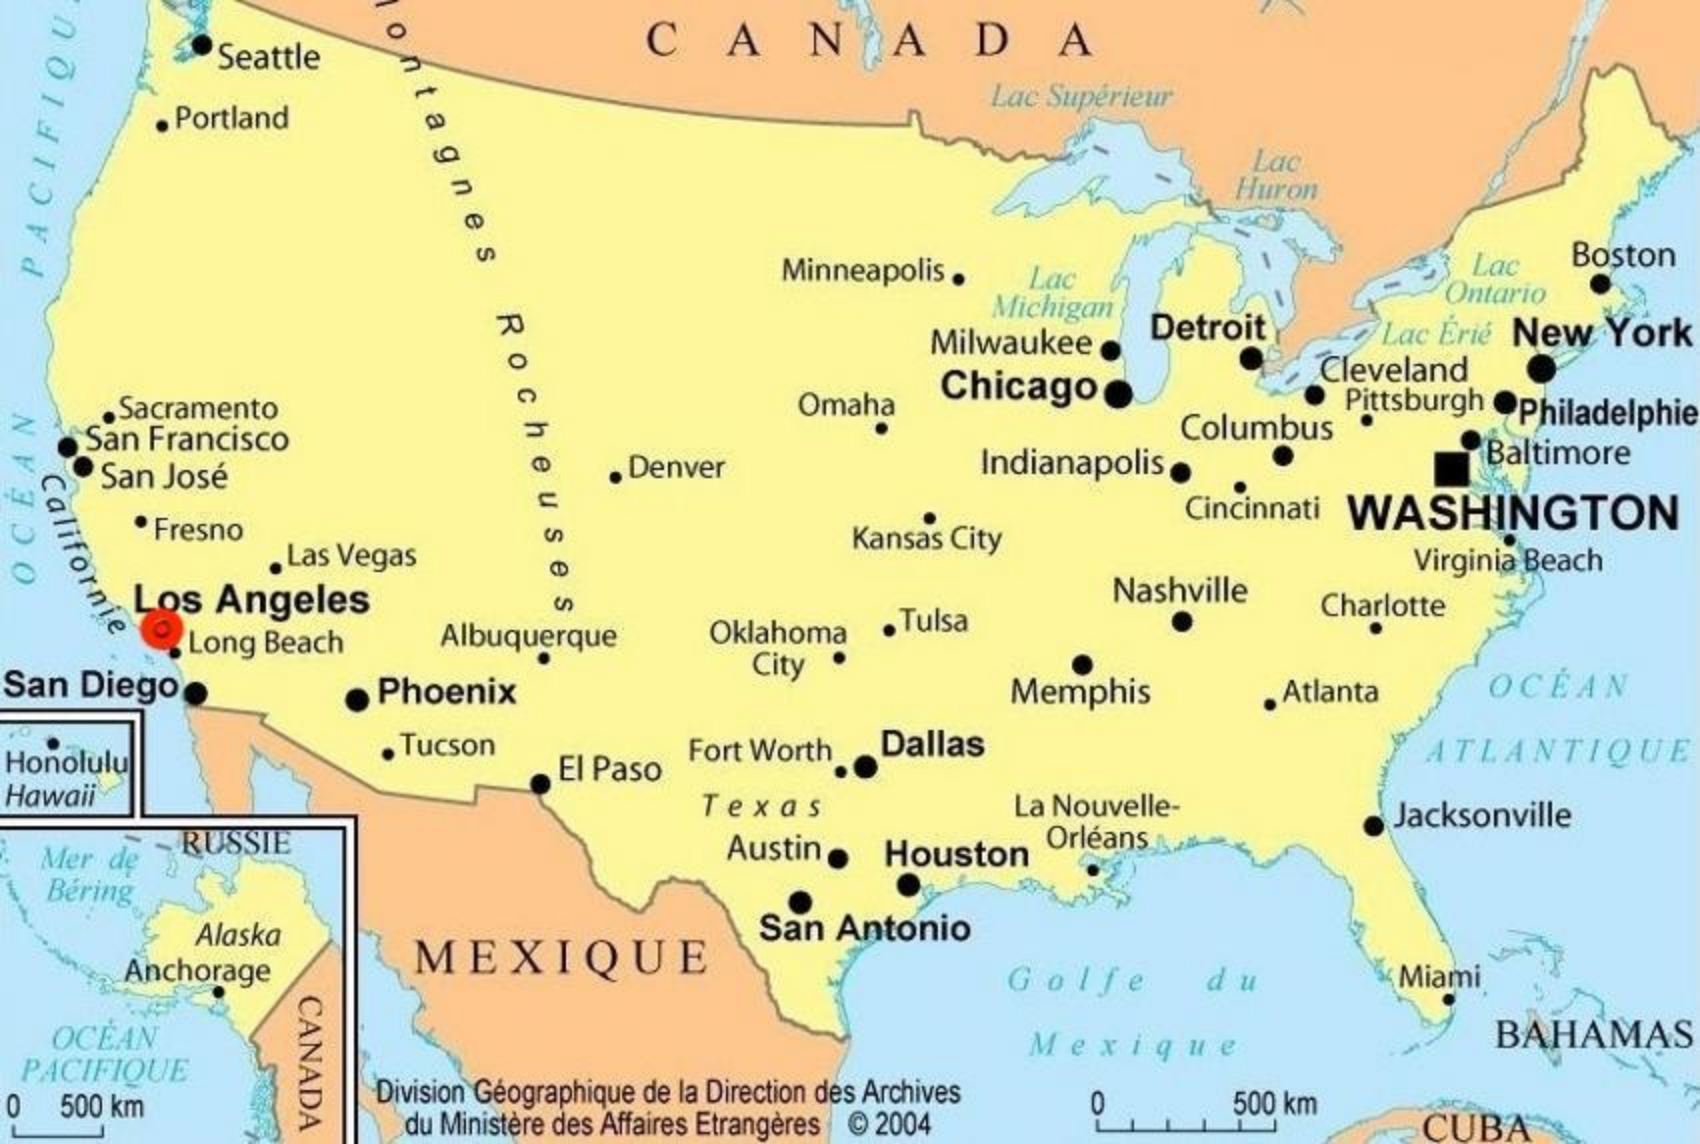 CANADA
Seattle
Portland
Montagnes Rocheuses
OCÉAN PACIFIQUE
Lac Supérieur
Lac
Huron
Minneapolis
Lac
Michigan
Lac
Ontario
Boston
Milwaukee
Detroit
Lac Érié
New York
Chicago
Cleveland
Omaha
Pittsburgh
Philadelphie
Sacramento
San Francisco
San José
Columbus
Baltimore
Denver
Indianapolis
Californie
Fresno
Cincinnati
WASHINGTON
Kansas City
Las Vegas
Virginia Beach
Los Angeles
Nashville
Charlotte
Long Beach
Albuquerque
Oklahoma
City
Tulsa
San Diego
Phoenix
Memphis
Atlanta
OCÉAN
ATLANTIQUE
Tucson
El Paso
Fort Worth
Dallas
Honolulu
Hawaii
Texas
La Nouvelle-
Orléans
Jacksonville
Austin
Houston
San Antonio
RUSSIE
Mer de
Béring
Alaska
Anchorage
CANADA
OCÉAN
PACIFIQUE
0 500 km
MEXIQUE
Golfe du
Mexique
Miami
BAHAMAS
Division Géographique de la Direction des Archives
du Ministère des Affaires Etrangères © 2004
0 500 km
CUBA